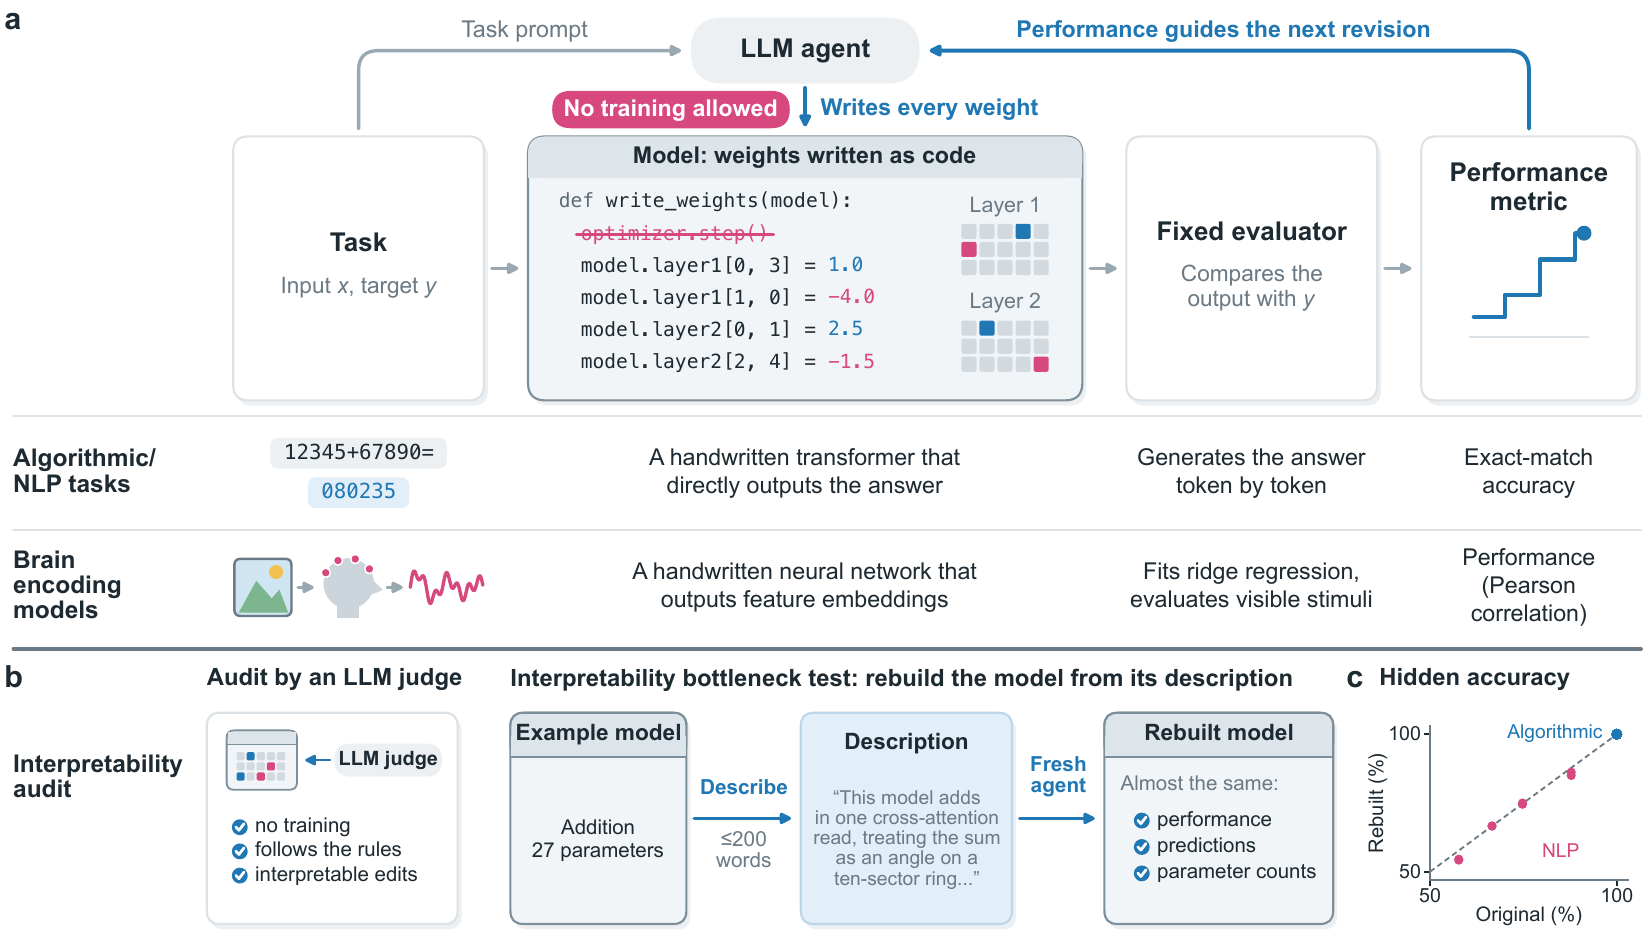 a
Task prompt
LLM agent
Performance guides the next revision
No training allowed
Writes every weight
Task
Input x, target y
Model: weights written as code
def write_weights(model):
optimizer.step()
model.layer1[0, 3] = 1.0
model.layer1[1, 0] = −4.0
model.layer2[0, 1] = 2.5
model.layer2[2, 4] = −1.5
Layer 1
Layer 2
Fixed evaluator
Compares the
output with y
Performance
metric
Algorithmic/
NLP tasks
12345+67890=
080235
A handwritten transformer that
directly outputs the answer
Generates the answer
token by token
Exact-match
accuracy
Brain
encoding
models
A handwritten neural network that
outputs feature embeddings
Fits ridge regression,
evaluates visible stimuli
Performance
(Pearson
correlation)
b
Interpretability
audit
Audit by an LLM judge
LLM judge
no training
follows the rules
interpretable edits
Interpretability bottleneck test: rebuild the model from its description
Example model
Addition
27 parameters
Describe
≤200
words
Description
“This model adds
in one cross-attention
read, treating the sum
as an angle on a
ten-sector ring...”
Fresh
agent
Rebuilt model
Almost the same:
performance
predictions
parameter counts
c
Hidden accuracy
Rebuilt (%)
100
50
Algorithmic
NLP
50
100
Original (%)